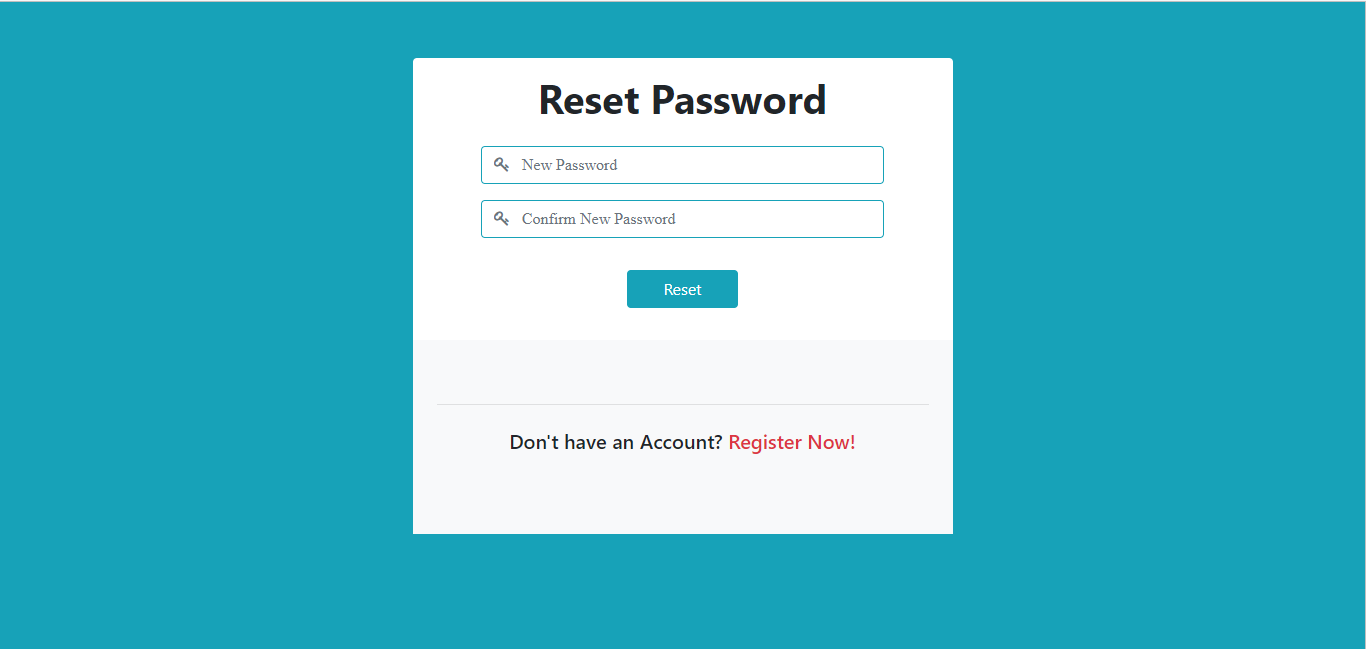 Reset Password
New Password
Confirm New Password
Reset
Don't have an Account? Register Now!